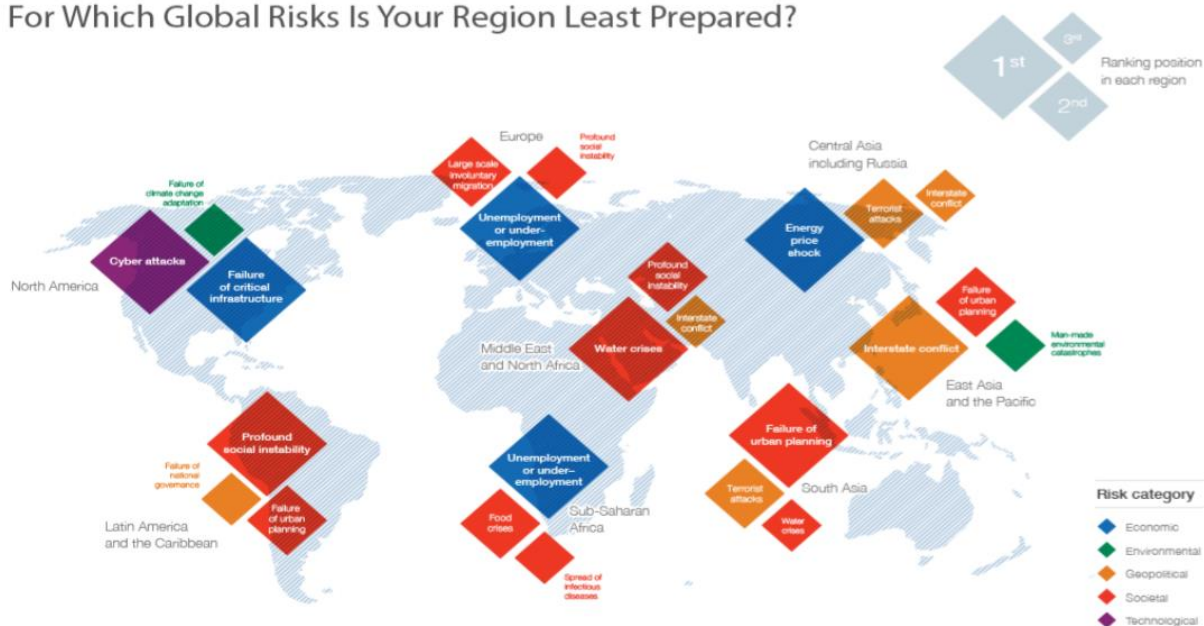 For Which Global Risks Is Your Region Least Prepared?
1st
3rd
2nd
Ranking position
in each region
Europe
Large scale
involuntary
migration
Profound
social
instability
Unemployment
or under-
employment
Central Asia
including Russia
Energy
price
shock
Terrorist
attacks
Interstate
conflict
Failure of
climate change
adaptation
Cyber attacks
Failure
of critical
infrastructure
North America
Profound
social
instability
Interstate
conflict
Water crises
Middle East
and North Africa
Failure
of urban
planning
Man-made
environmental
catastrophes
Interstate conflict
East Asia
and the Pacific
Profound
social instability
Failure of
national
governance
Failure
of urban
planning
Latin America
and the Caribbean
Unemployment
or under–
employment
Food
crises
Spread of
infectious
diseases
Sub-Saharan
Africa
Failure of
urban planning
Terrorist
attacks
Water
crises
South Asia
Risk category
Economic
Environmental
Geopolitical
Societal
Technological